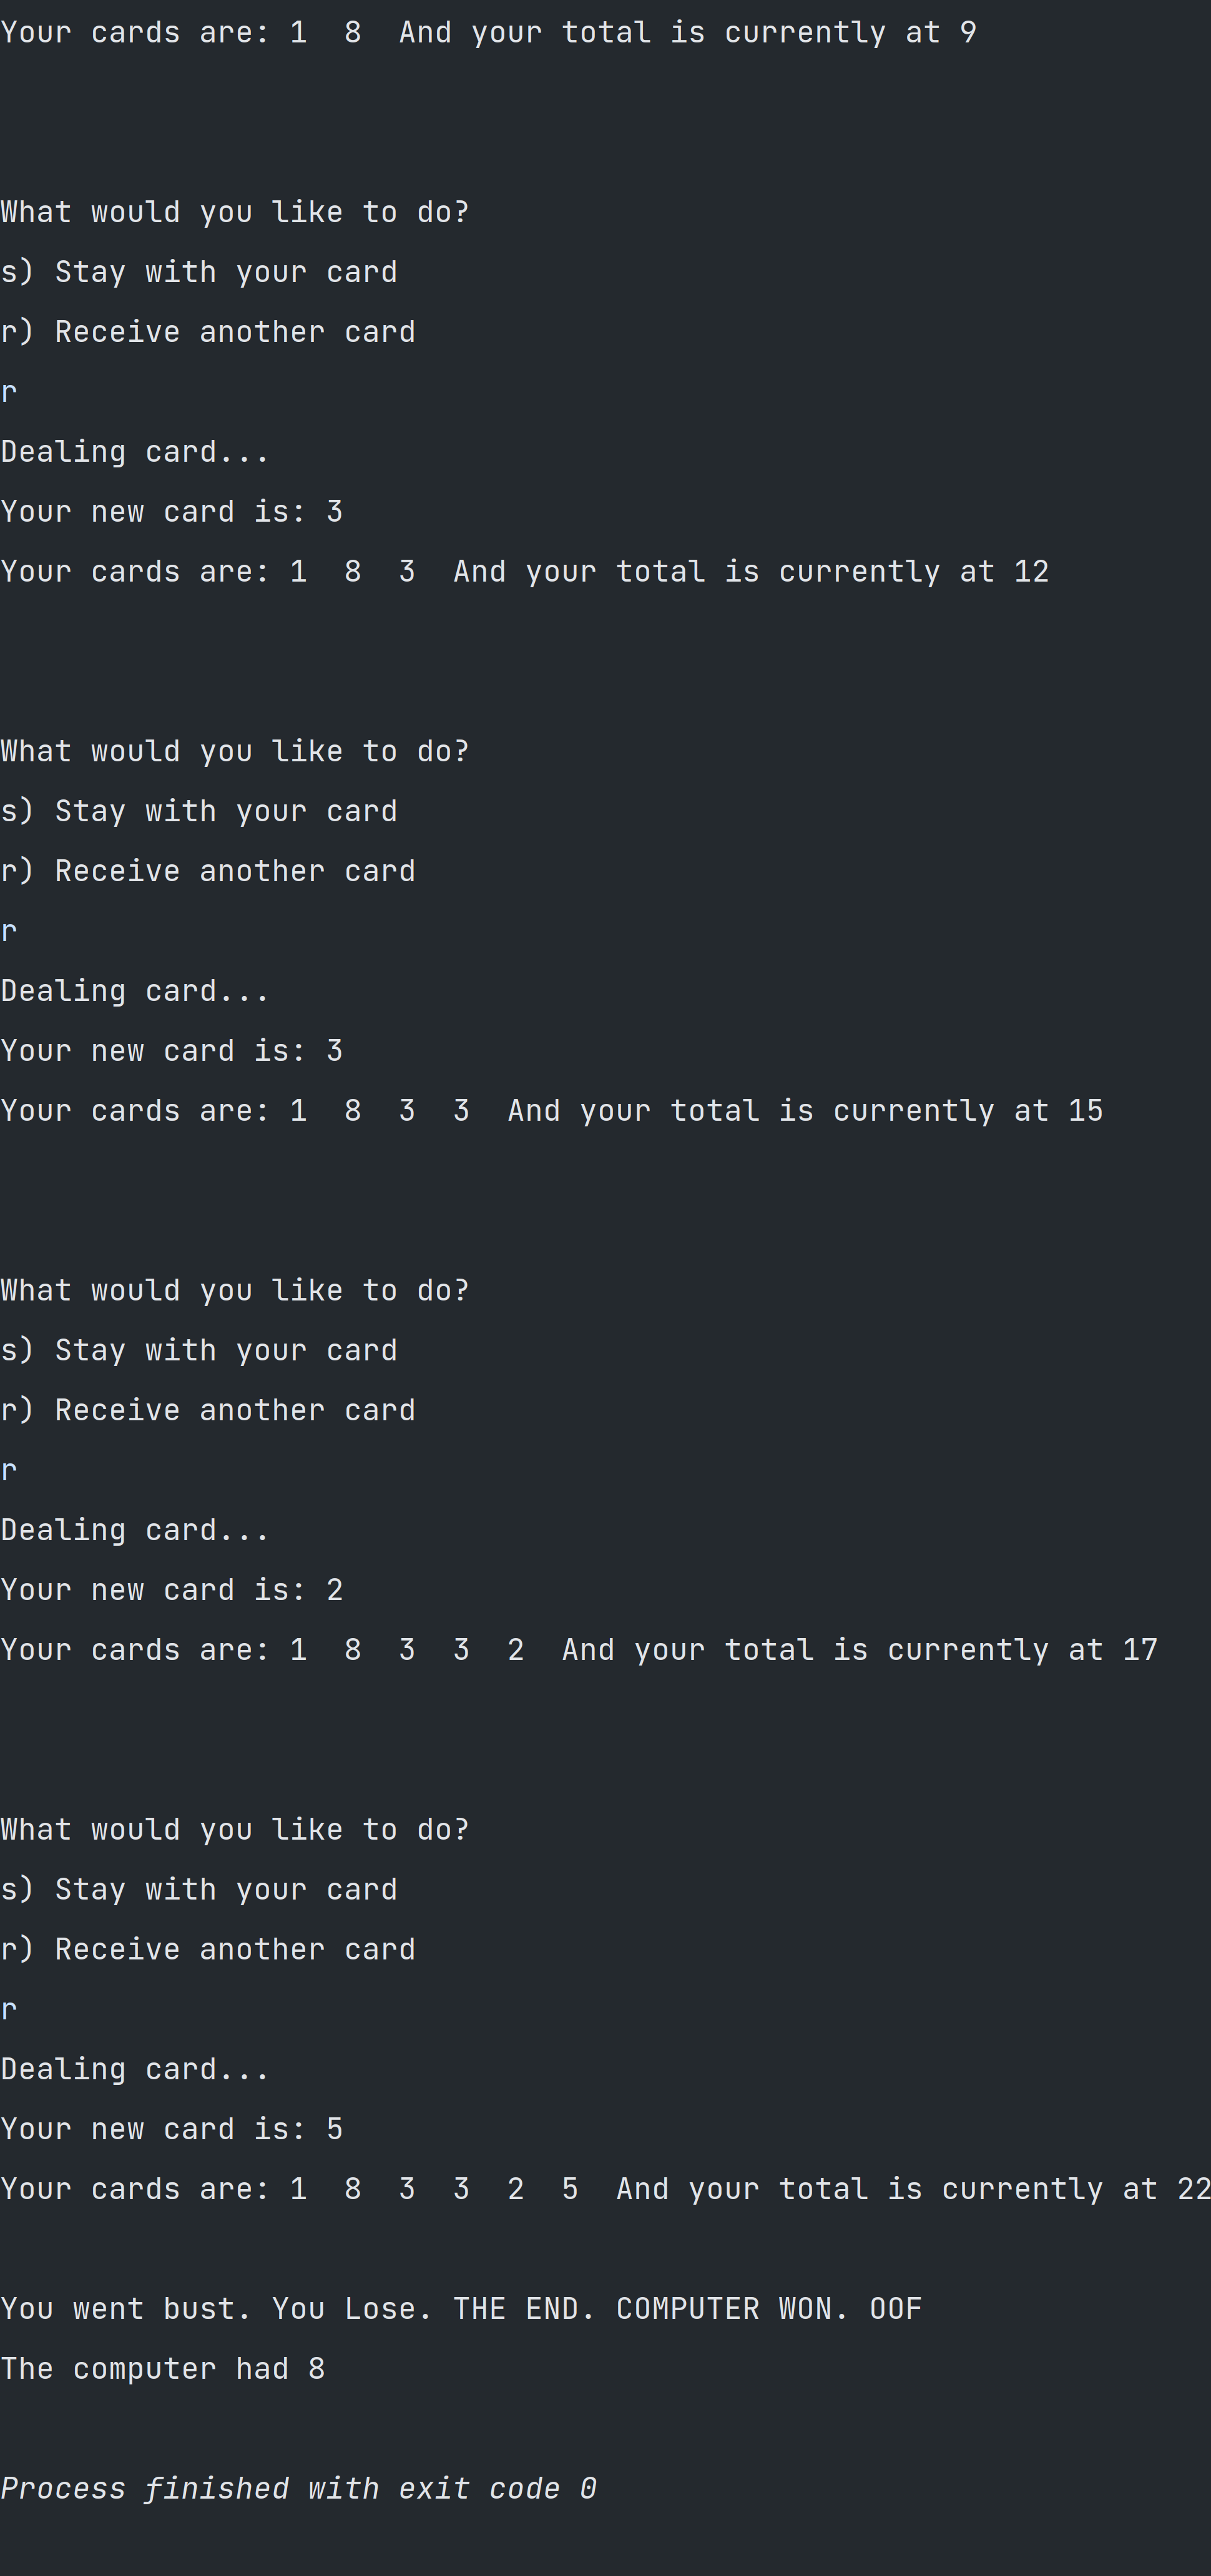 Your cards are: 1  8  And your total is currently at 9
What would you like to do?
s) Stay with your card
r) Receive another card
r
Dealing card...
Your new card is: 3
Your cards are: 1  8  3  And your total is currently at 12
What would you like to do?
s) Stay with your card
r) Receive another card
r
Dealing card...
Your new card is: 3
Your cards are: 1  8  3  3  And your total is currently at 15
What would you like to do?
s) Stay with your card
r) Receive another card
r
Dealing card...
Your new card is: 2
Your cards are: 1  8  3  3  2  And your total is currently at 17
What would you like to do?
s) Stay with your card
r) Receive another card
r
Dealing card...
Your new card is: 5
Your cards are: 1  8  3  3  2  5  And your total is currently at 22
You went bust. You Lose. THE END. COMPUTER WON. OOF
The computer had 8
Process finished with exit code 0